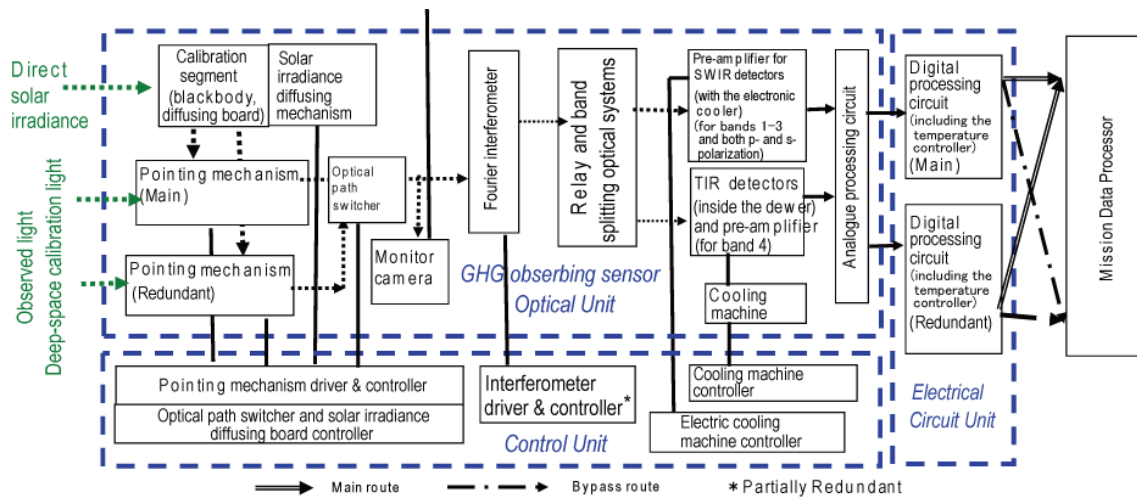 Direct
solar
irradiance
Observed light
Deep-space calibration light
Calibration
segment
(blackbody,
diffusing board)
Solar
irradiance
diffusing
mechanism
Pointing mechanism
(Main)
Pointing mechanism
(Redundant)
Optical
path
switcher
Monitor
camera
Fourier interferometer
Relay and band
splitting optical systems
Pre-amplifier for
SWIR detectors
(with the electronic
cooler)
(for bands 1-3
and both p- and s-
polarization)
TIR detectors
(inside the dewer)
and pre-amplifier
(for band 4)
Cooling
machine
Analogue processing circuit
GHG obserbing sensor
Optical Unit
Digital
processing
circuit
(including the
temperature
controller)
(Main)
Digital
processing
circuit
(including the
temperature
controller)
(Redundant)
Electrical
Circuit Unit
Mission Data Processor
Pointing mechanism driver & controller
Optical path switcher and solar irradiance
diffusing board controller
Interferometer
driver & controller*
Cooling machine
controller
Electric cooling
machine controller
Control Unit
Main route
Bypass route
*Partially Redundant